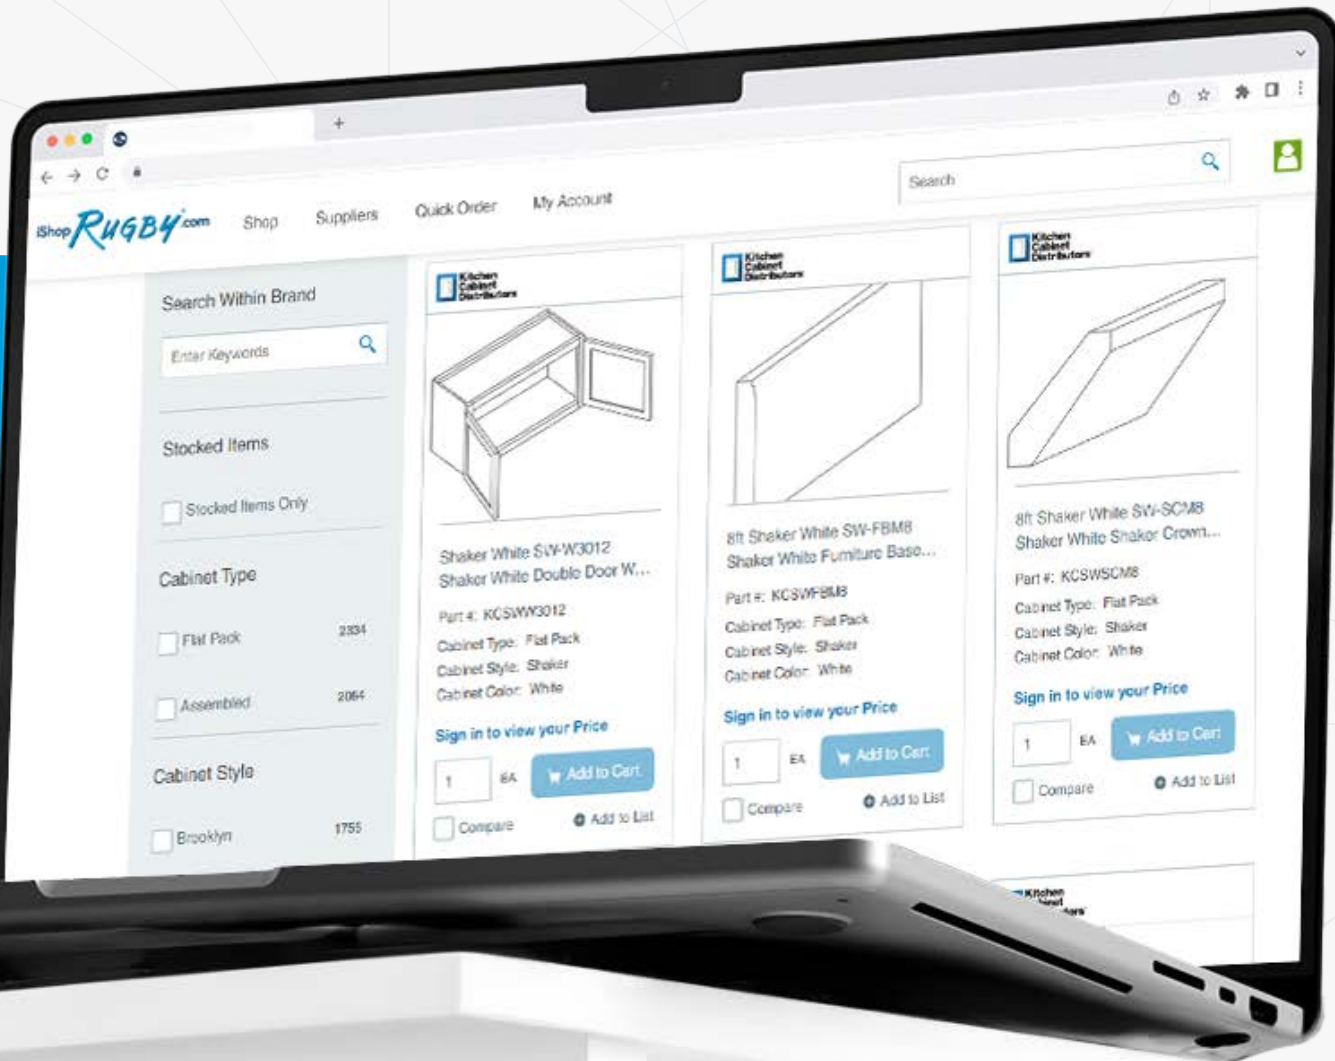 iShop RUGBY.com
Shop
Suppliers
Quick Order
My Account
Search
Search Within Brand
Enter Keywords
Stocked Items
Stocked Items Only
Cabinet Type
Flat Pack 2334
Assembled 2064
Cabinet Style
Brooklyn 1755
Kitchen
Cabinet
Distributors
Shaker White SW-W3012
Shaker White Double Door W...
Part #: KCSWW3012
Cabinet Type: Flat Pack
Cabinet Style: Shaker
Cabinet Color: White
Sign in to view your Price
1 EA Add to Cart
Compare Add to List
Kitchen
Cabinet
Distributors
8ft Shaker White SW-FBM8
Shaker White Furniture Base...
Part #: KCSWFBM8
Cabinet Type: Flat Pack
Cabinet Style: Shaker
Cabinet Color: White
Sign in to view your Price
1 EA Add to Cart
Compare Add to List
Kitchen
Cabinet
Distributors
8ft Shaker White SW-SCM8
Shaker White Shaker Crown...
Part #: KCSWSCM8
Cabinet Type: Flat Pack
Cabinet Style: Shaker
Cabinet Color: White
Sign in to view your Price
1 EA Add to Cart
Compare Add to List
Kitchen